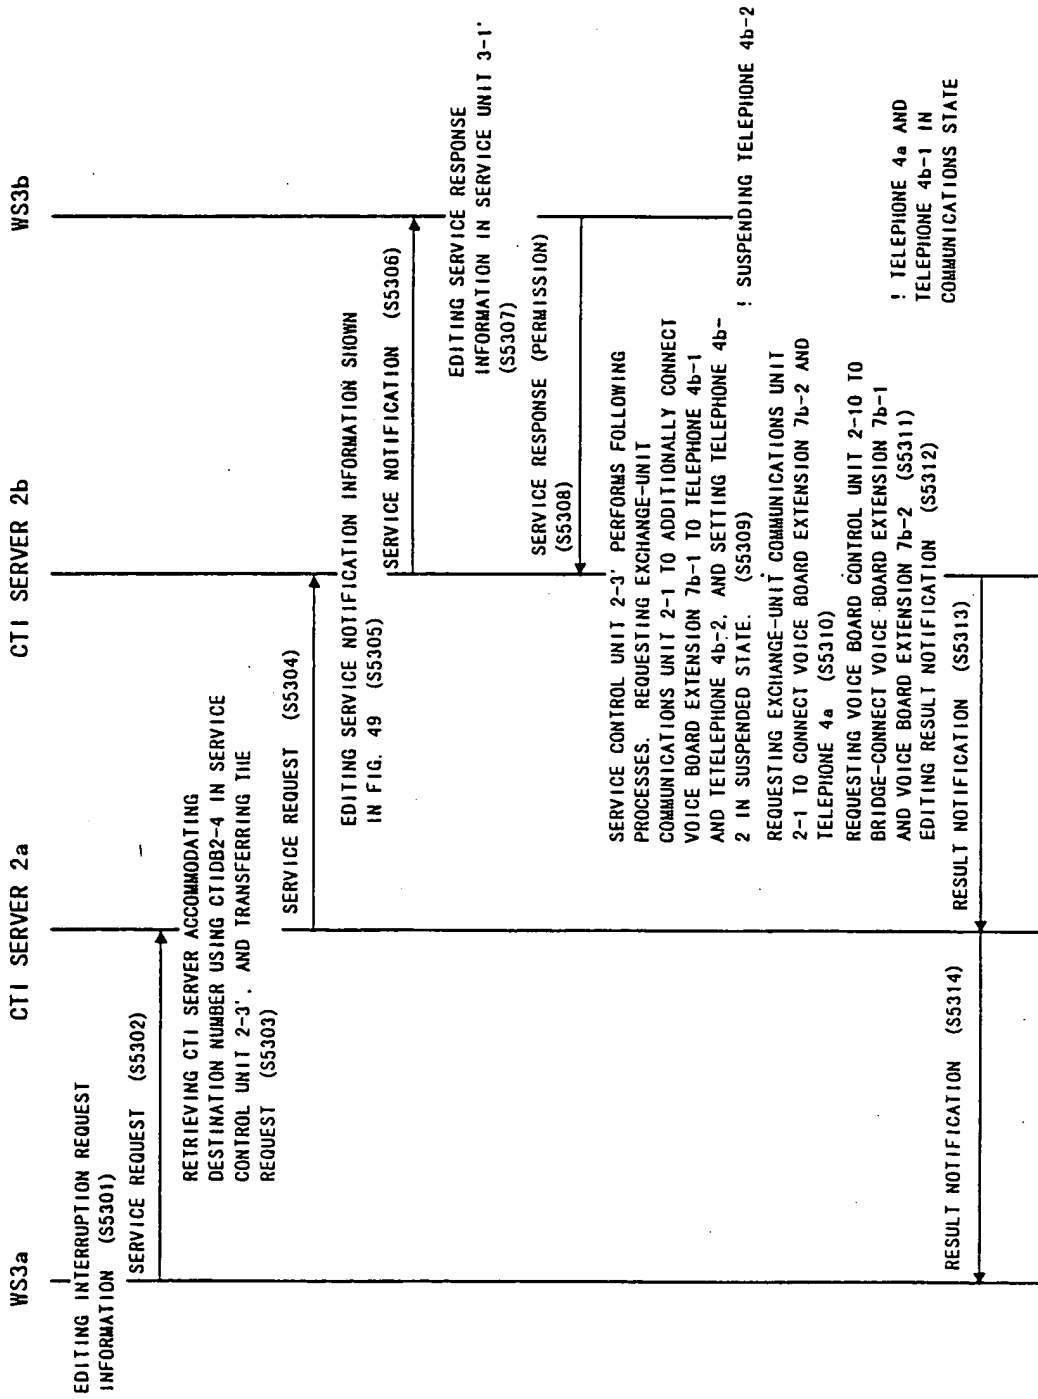 WS3a
CTI SERVER 2a
CTI SERVER 2b
WS3b
EDITING INTERRUPTION REQUEST
INFORMATION (S5301)
SERVICE REQUEST (S5302)
RETRIEVING CTI SERVER ACCOMMODATING
DESTINATION NUMBER USING CTIDB2-4 IN SERVICE
CONTROL UNIT 2-3'. AND TRANSFERRING THE
REQUEST (S5303)
SERVICE REQUEST (S5304)
EDITING SERVICE NOTIFICATION INFORMATION SHOWN
IN FIG. 49 (S5305)
SERVICE NOTIFICATION (S5306)
EDITING SERVICE RESPONSE
INFORMATION IN SERVICE UNIT 3-1'
(S5307)
SERVICE RESPONSE (PERMISSION)
(S5308)
SERVICE CONTROL UNIT 2-3' PERFORMS FOLLOWING
PROCESSES. REQUESTING EXCHANGE-UNIT
COMMUNICATIONS UNIT 2-1 TO ADDITIONALLY CONNECT
VOICE BOARD EXTENSION 7b-1 TO TELEPHONE 4b-1
AND TETELEPHONE 4b-2, AND SETTING TELEPHONE 4b-
2 IN SUSPENDED STATE. (S5309)
! SUSPENDING TELEPHONE 4b-2
REQUESTING EXCHANGE-UNIT COMMUNICATIONS UNIT
2-1 TO CONNECT VOICE BOARD EXTENSION 7b-2 AND
TELEPHONE 4a (S5310)
REQUESTING VOICE BOARD CONTROL UNIT 2-10 TO
BRIDGE-CONNECT VOICE BOARD EXTENSION 7b-1
AND VOICE BOARD EXTENSION 7b-2 (S5311)
EDITING RESULT NOTIFICATION (S5312)
! TELEPHONE 4a AND
TELEPHONE 4b-1 IN
COMMUNICATIONS STATE
RESULT NOTIFICATION (S5313)
RESULT NOTIFICATION (S5314)